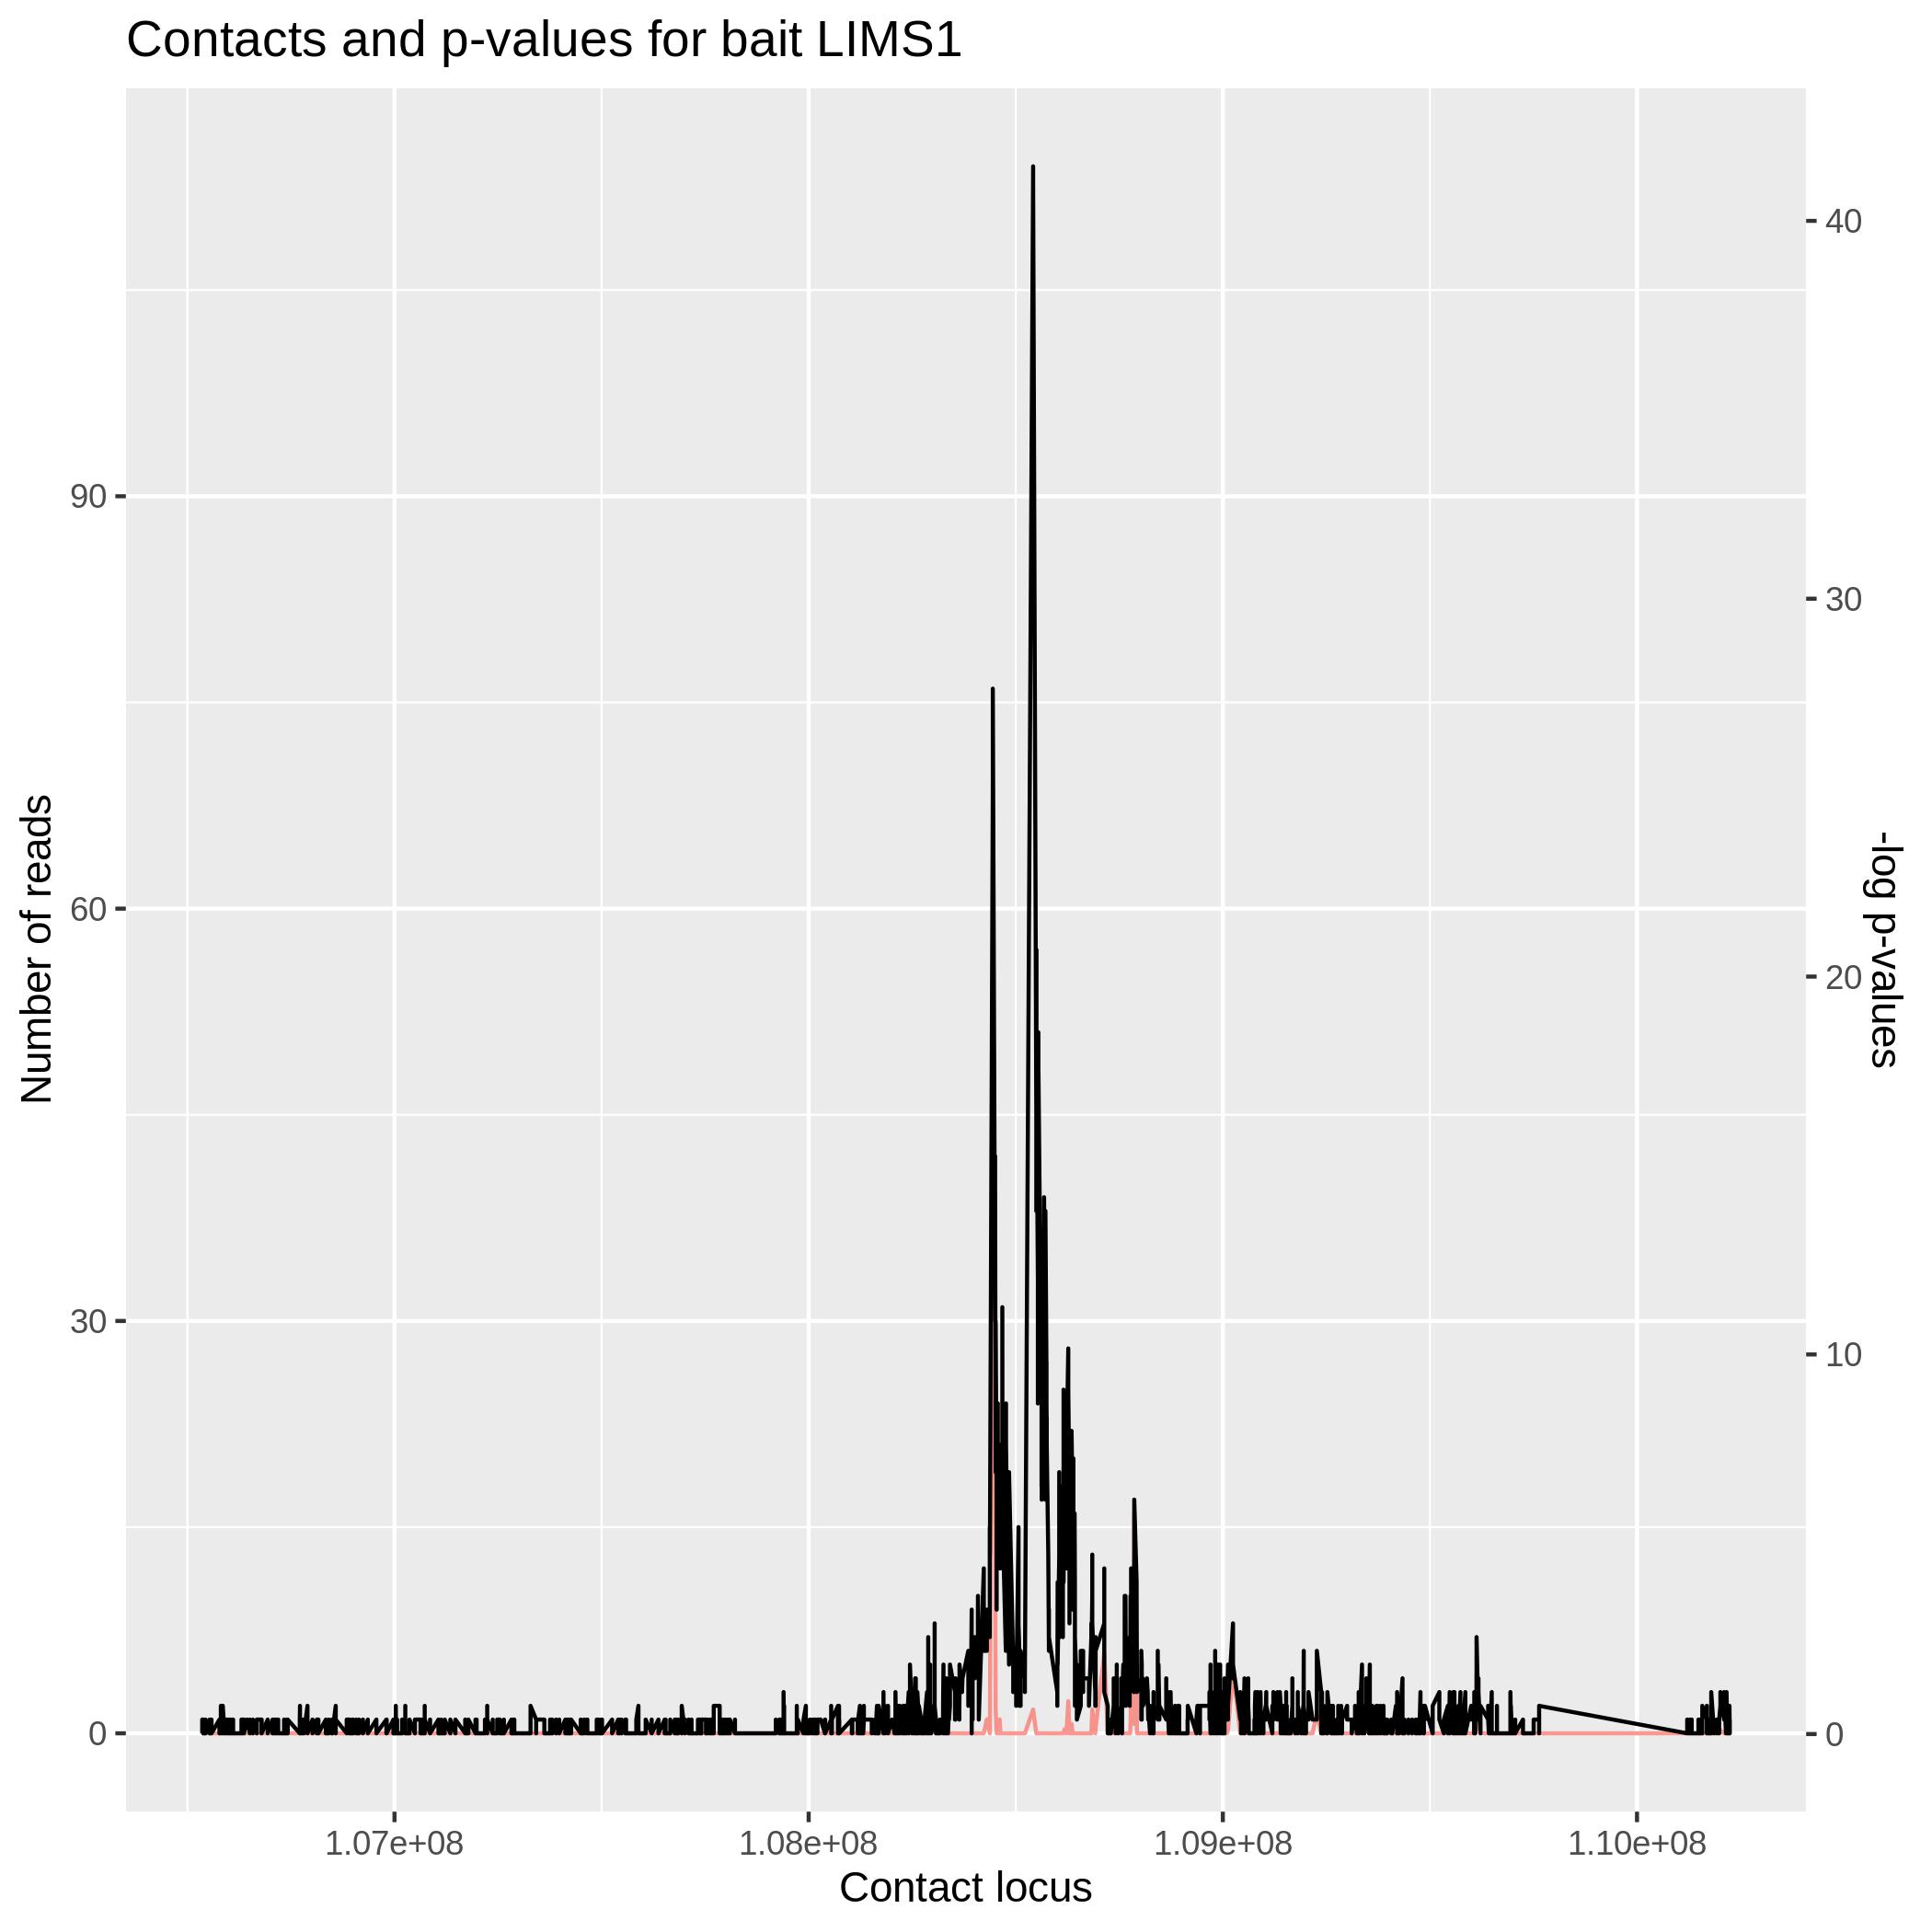 Contacts and p-values for bait LIMS1
Number of reads
90
60
30
0
40
30
20
10
0
-log p-values
1.07e+08
1.08e+08
1.09e+08
1.10e+08
Contact locus